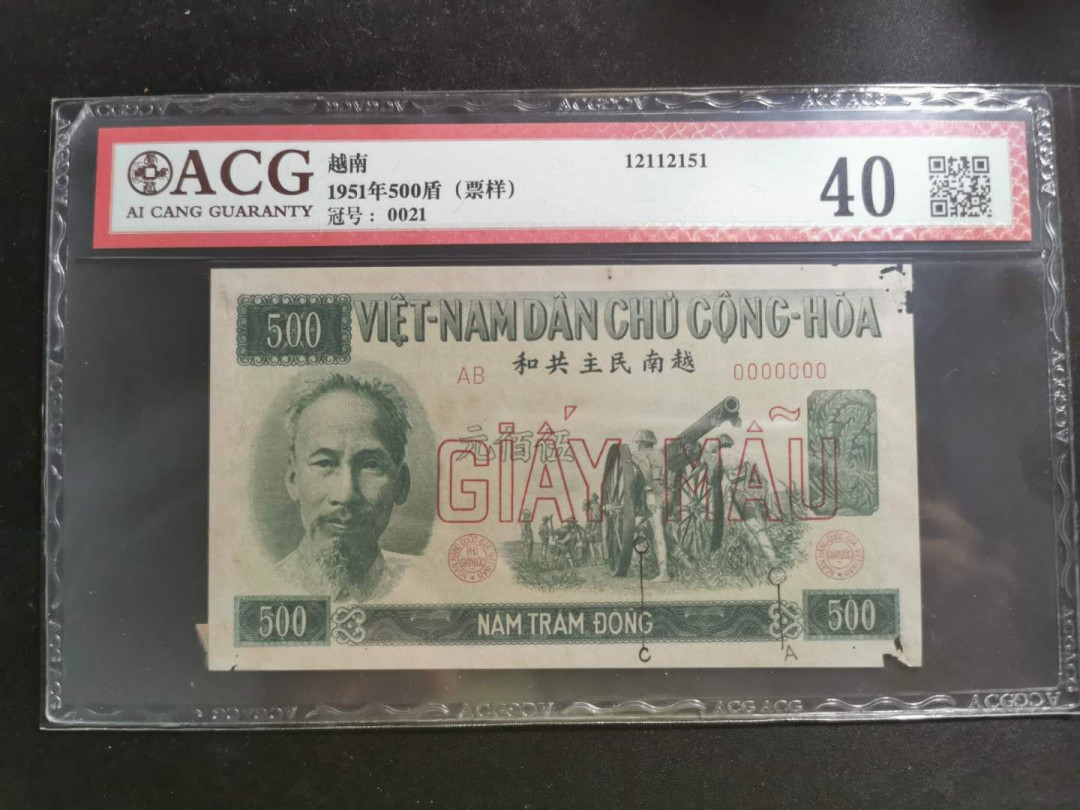 ACG
AI CANG GUARANTY
越南
1951年500盾（票样）
冠号： 0021
12112151
40
500
VIỆT-NAM DÂN CHỦ CỘNG-HÒA
和共主民南越
AB
0000000
元佰伍
GIẤY MẪU
500
NĂM TRĂM ĐỒNG
500
C
A